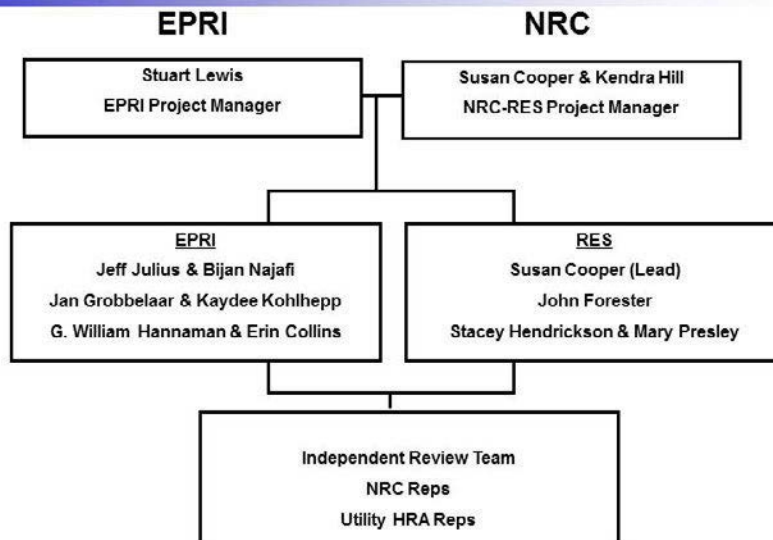 EPRI
NRC
Stuart Lewis
EPRI Project Manager
Susan Cooper & Kendra Hill
NRC-RES Project Manager
EPRI
Jeff Julius & Bijan Najafi
Jan Grobbelaar & Kaydee Kohlhepp
G. William Hannaman & Erin Collins
RES
Susan Cooper (Lead)
John Forester
Stacey Hendrickson & Mary Presley
Independent Review Team
NRC Reps
Utility HRA Reps